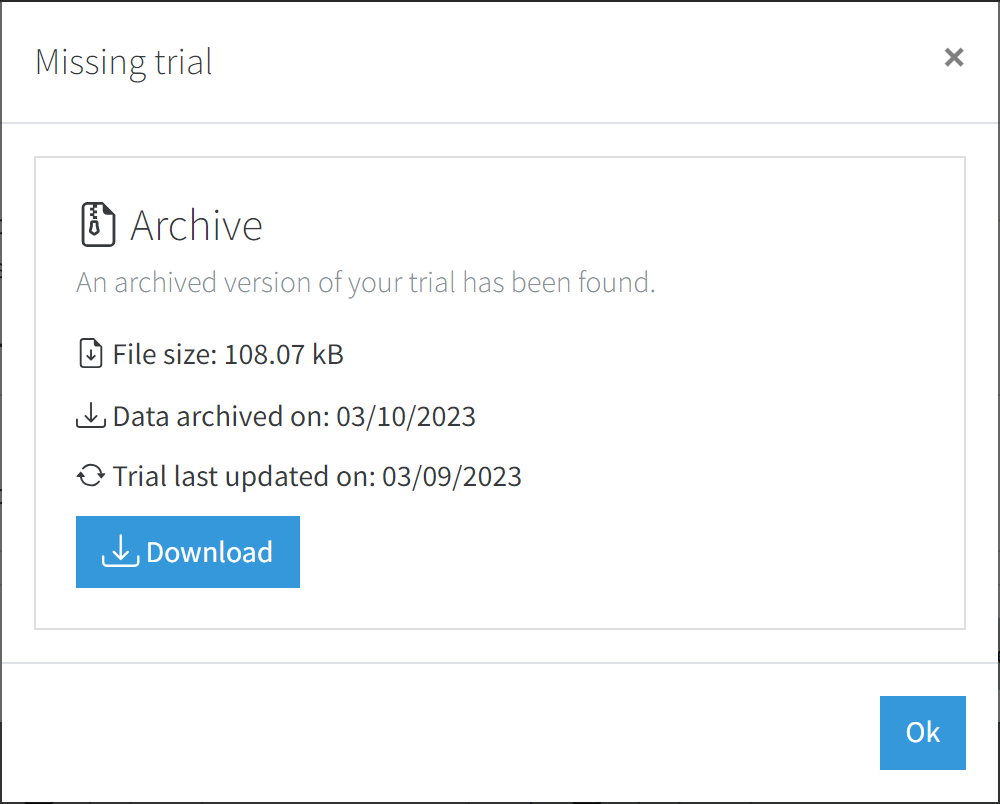 Missing trial
Archive
An archived version of your trial has been found.
File size: 108.07 kB
Data archived on: 03/10/2023
Trial last updated on: 03/09/2023
Download
Ok